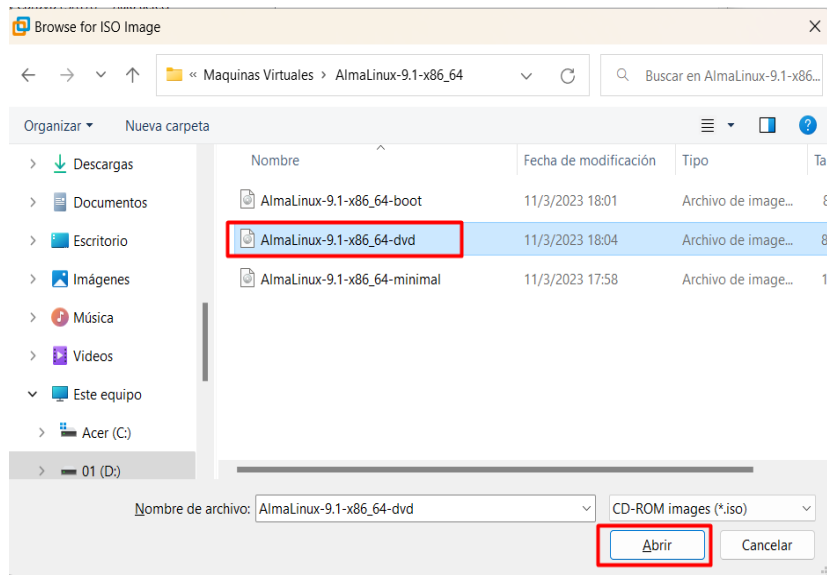 Browse for ISO Image
« Maquinas Virtuales > AlmaLinux-9.1-x86_64
Buscar en AlmaLinux-9.1-x86...
Organizar
Nueva carpeta
Nombre
Fecha de modificación
Tipo
Ta
Descargas
AlmaLinux-9.1-x86_64-boot
11/3/2023 18:01
Archivo de image...
Documentos
AlmaLinux-9.1-x86_64-dvd
11/3/2023 18:04
Archivo de image...
8
Escritorio
AlmaLinux-9.1-x86_64-minimal
11/3/2023 17:58
Archivo de image...
1
Imágenes
Música
Videos
Este equipo
Acer (C:)
01 (D:)
Nombre de archivo:
AlmaLinux-9.1-x86_64-dvd
CD-ROM images (*.iso)
Abrir
Cancelar